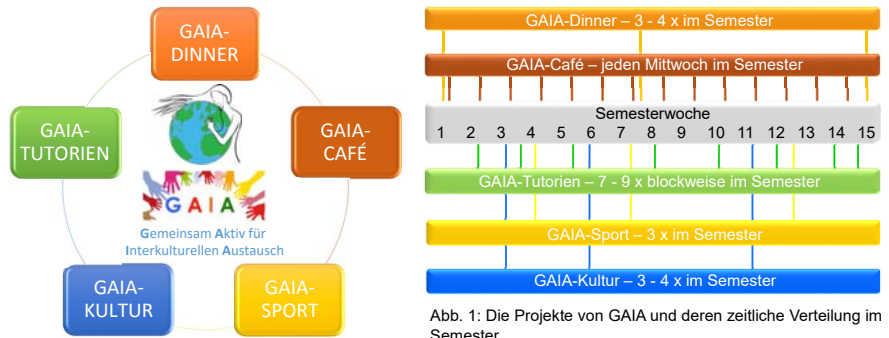 GAIA-
DINNER
GAIA-
TUTORIEN
GAIA-
CAFÉ
GAIA
Gemeinsam Aktiv für
Interkulturellen Austausch
GAIA-
KULTUR
GAIA-
SPORT
GAIA-Dinner – 3 - 4 x im Semester
GAIA-Café – jeden Mittwoch im Semester
Semesterwoche
1 2 3 4 5 6 7 8 9 10 11 12 13 14 15
GAIA-Tutorien – 7 - 9 x blockweise im Semester
GAIA-Sport – 3 x im Semester
GAIA-Kultur – 3 - 4 x im Semester
Abb. 1: Die Projekte von GAIA und deren zeitliche Verteilung im
Semester